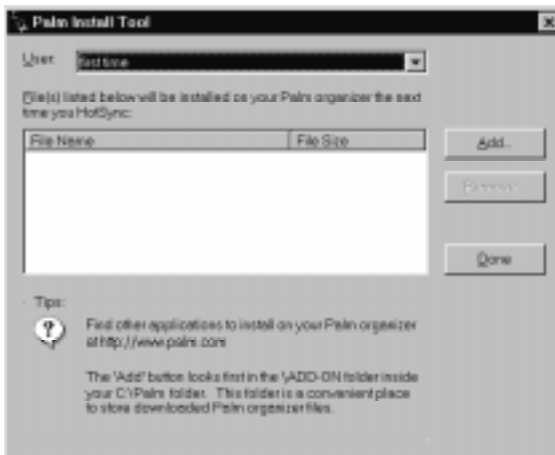 Palm Install Tool
User: first time
File(s) listed below will be installed on your Palm organizer the next
time you HotSync:
File Name File Size
Add...
Remove...
Done
Tips:
Find other applications to install on your Palm organizer
at http://www.palm.com
The 'Add' button looks first in the \ADD-ON folder inside
your C:\Palm folder. This folder is a convenient place
to store downloaded Palm organizer files.